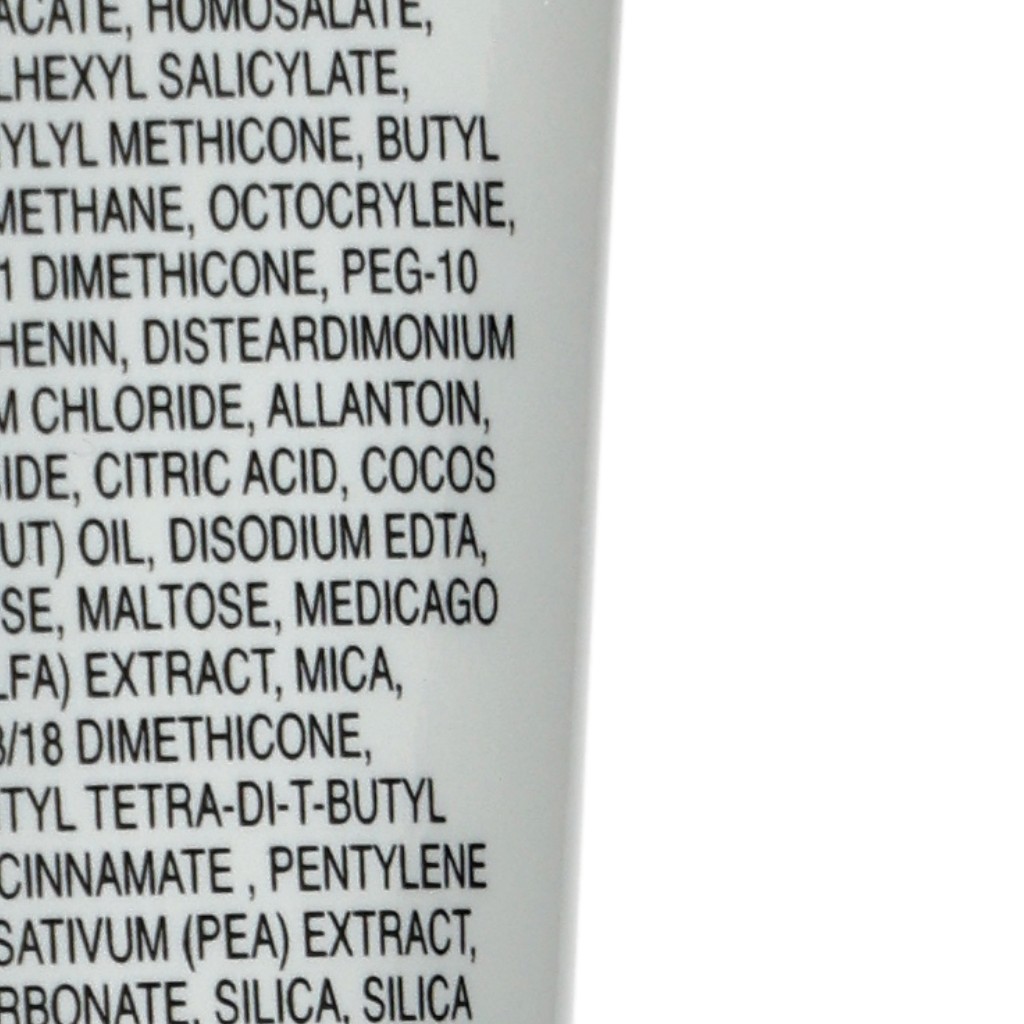 ACATE, HOMOSALATE,
LHEXYL SALICYLATE,
YLYL METHICONE, BUTYL
METHANE, OCTOCRYLENE,
1 DIMETHICONE, PEG-10
HENIN, DISTEARDIMONIUM
M CHLORIDE, ALLANTOIN,
IDE, CITRIC ACID, COCOS
UT) OIL, DISODIUM EDTA,
SE, MALTOSE, MEDICAGO
LFA) EXTRACT, MICA,
/18 DIMETHICONE,
TYL TETRA-DI-T-BUTYL
CINNAMATE , PENTYLENE
SATIVUM (PEA) EXTRACT,
RBONATE, SILICA, SILICA